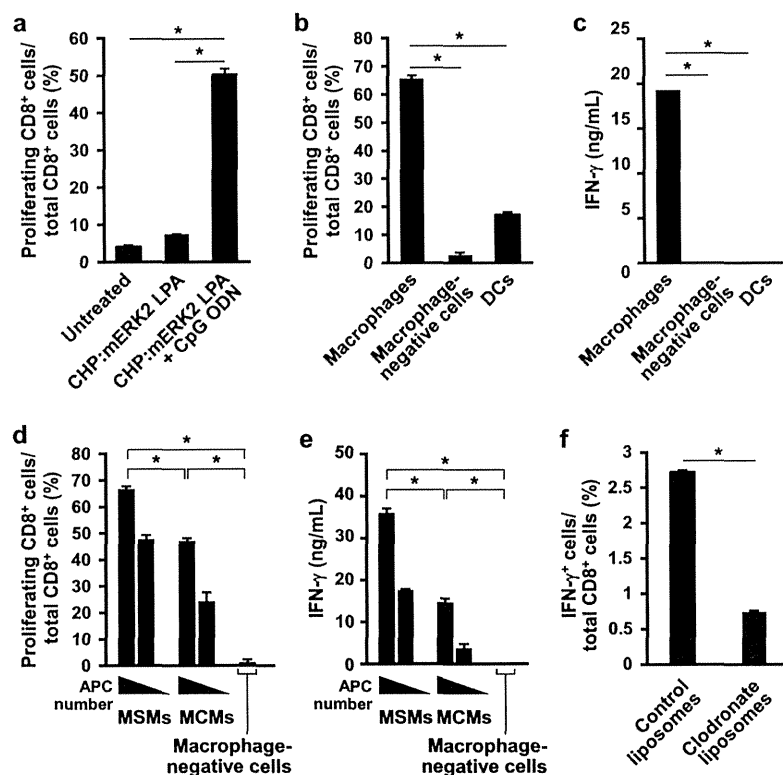 a
Proliferating CD8+ cells/
total CD8+ cells (%)
60
50
40
30
20
10
0
*
*
Untreated
CHP:mERK2 LPA
CHP:mERK2 LPA
+ CpG ODN
b
Proliferating CD8+ cells/
total CD8+ cells (%)
80
70
60
50
40
30
20
10
0
*
*
Macrophages
Macrophage-
negative cells
DCs
c
IFN-γ (ng/mL)
25
20
15
10
5
0
*
*
Macrophages
Macrophage-
negative cells
DCs
d
Proliferating CD8+ cells/
total CD8+ cells (%)
80
70
60
50
40
30
20
10
0
*
*
*
APC
number
MSMs
MCMs
Macrophage-
negative cells
e
IFN-γ (ng/mL)
50
40
30
20
10
0
*
*
*
APC
number
MSMs
MCMs
Macrophage-
negative cells
f
IFN-γ+ cells/
total CD8+ cells (%)
3
2.5
2
1.5
1
0.5
0
*
Control
liposomes
Clodronate
liposomes